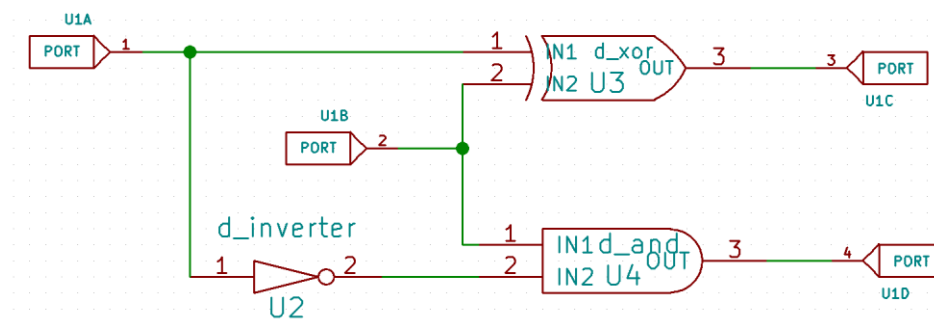 U1A
PORT 1
1 IN1 d_xor
OUT 3
2 IN2 U3
3 PORT
U1C
U1B
PORT 2
d_inverter
1 2
U2
1 IN1 d_and
OUT 3
2 IN2 U4
4 PORT
U1D